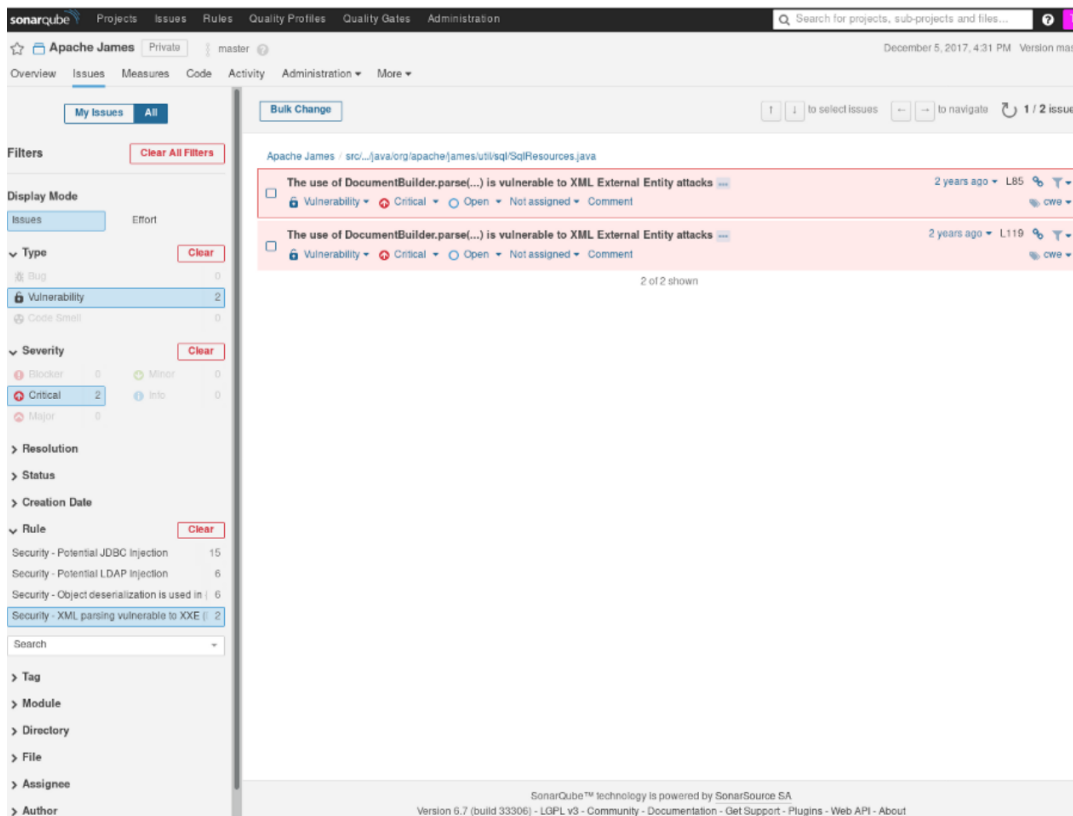 sonarqube Projects Issues Rules Quality Profiles Quality Gates Administration Search for projects, sub-projects and files... ?
Apache James Private master ? December 5, 2017, 4:31 PM Version mas
Overview Issues Measures Code Activity Administration More
My Issues All
Bulk Change ↑ ↓ to select issues ← → to navigate 1 / 2 issue
Filters Clear All Filters
Display Mode
Issues Effort
Type Clear
Bug 0
Vulnerability 2
Code Smell 0
Severity Clear
Blocker 0 Minor 0
Critical 2 Info 0
Major 0
Resolution
Status
Creation Date
Rule Clear
Security - Potential JDBC Injection 15
Security - Potential LDAP Injection 6
Security - Object deserialization is used in ( 6
Security - XML parsing vulnerable to XXE ( 2
Search
Tag
Module
Directory
File
Assignee
Author
Apache James / src/.../java/org/apache/james/util/sql/SqlResources.java
The use of DocumentBuilder.parse(...) is vulnerable to XML External Entity attacks ... 2 years ago L85
Vulnerability Critical Open Not assigned Comment cwe
The use of DocumentBuilder.parse(...) is vulnerable to XML External Entity attacks ... 2 years ago L119
Vulnerability Critical Open Not assigned Comment cwe
2 of 2 shown
SonarQube™ technology is powered by SonarSource SA
Version 6.7 (build 33306) - LGPL v3 - Community - Documentation - Get Support - Plugins - Web API - About